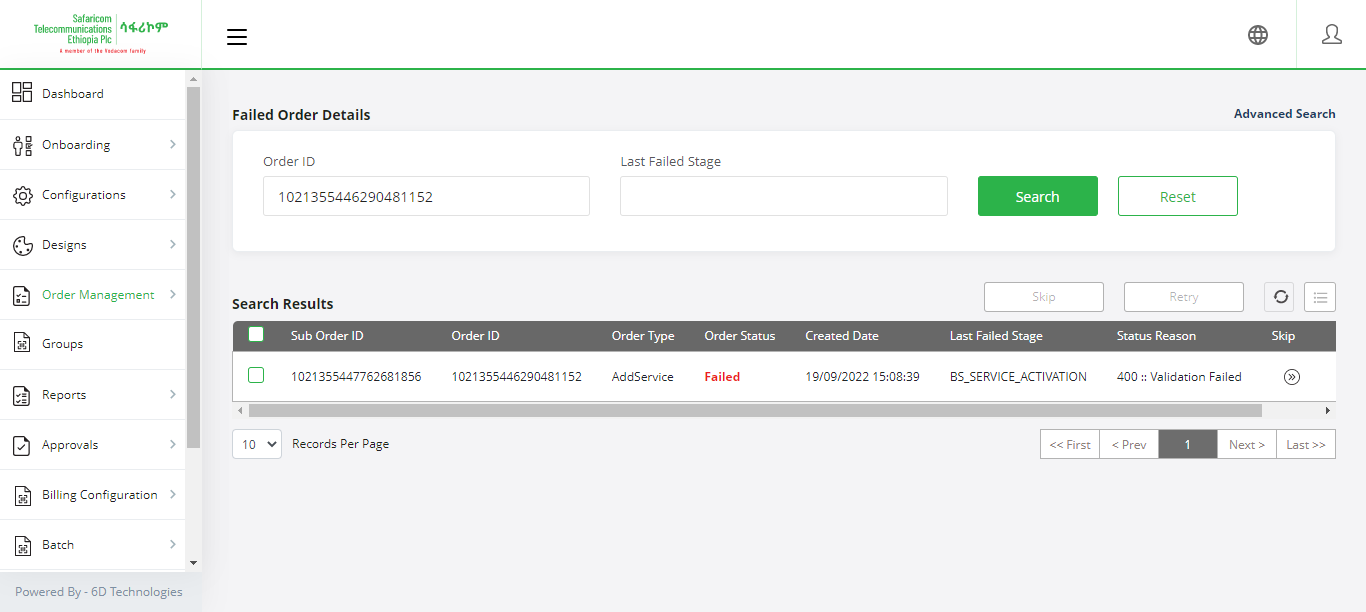 Safaricom
Telecommunications
Ethiopia Plc
ሳፋሪኮም
A member of the Vodacom family
Dashboard
Onboarding
Configurations
Designs
Order Management
Groups
Reports
Approvals
Billing Configuration
Batch
Powered By - 6D Technologies
Failed Order Details
Advanced Search
Order ID
Last Failed Stage
1021355446290481152
Search
Reset
Search Results
Skip
Retry
Sub Order ID Order ID Order Type Order Status Created Date Last Failed Stage Status Reason Skip
1021355447762681856 1021355446290481152 AddService Failed 19/09/2022 15:08:39 BS_SERVICE_ACTIVATION 400 :: Validation Failed
10 Records Per Page
<< First < Prev 1 Next > Last >>